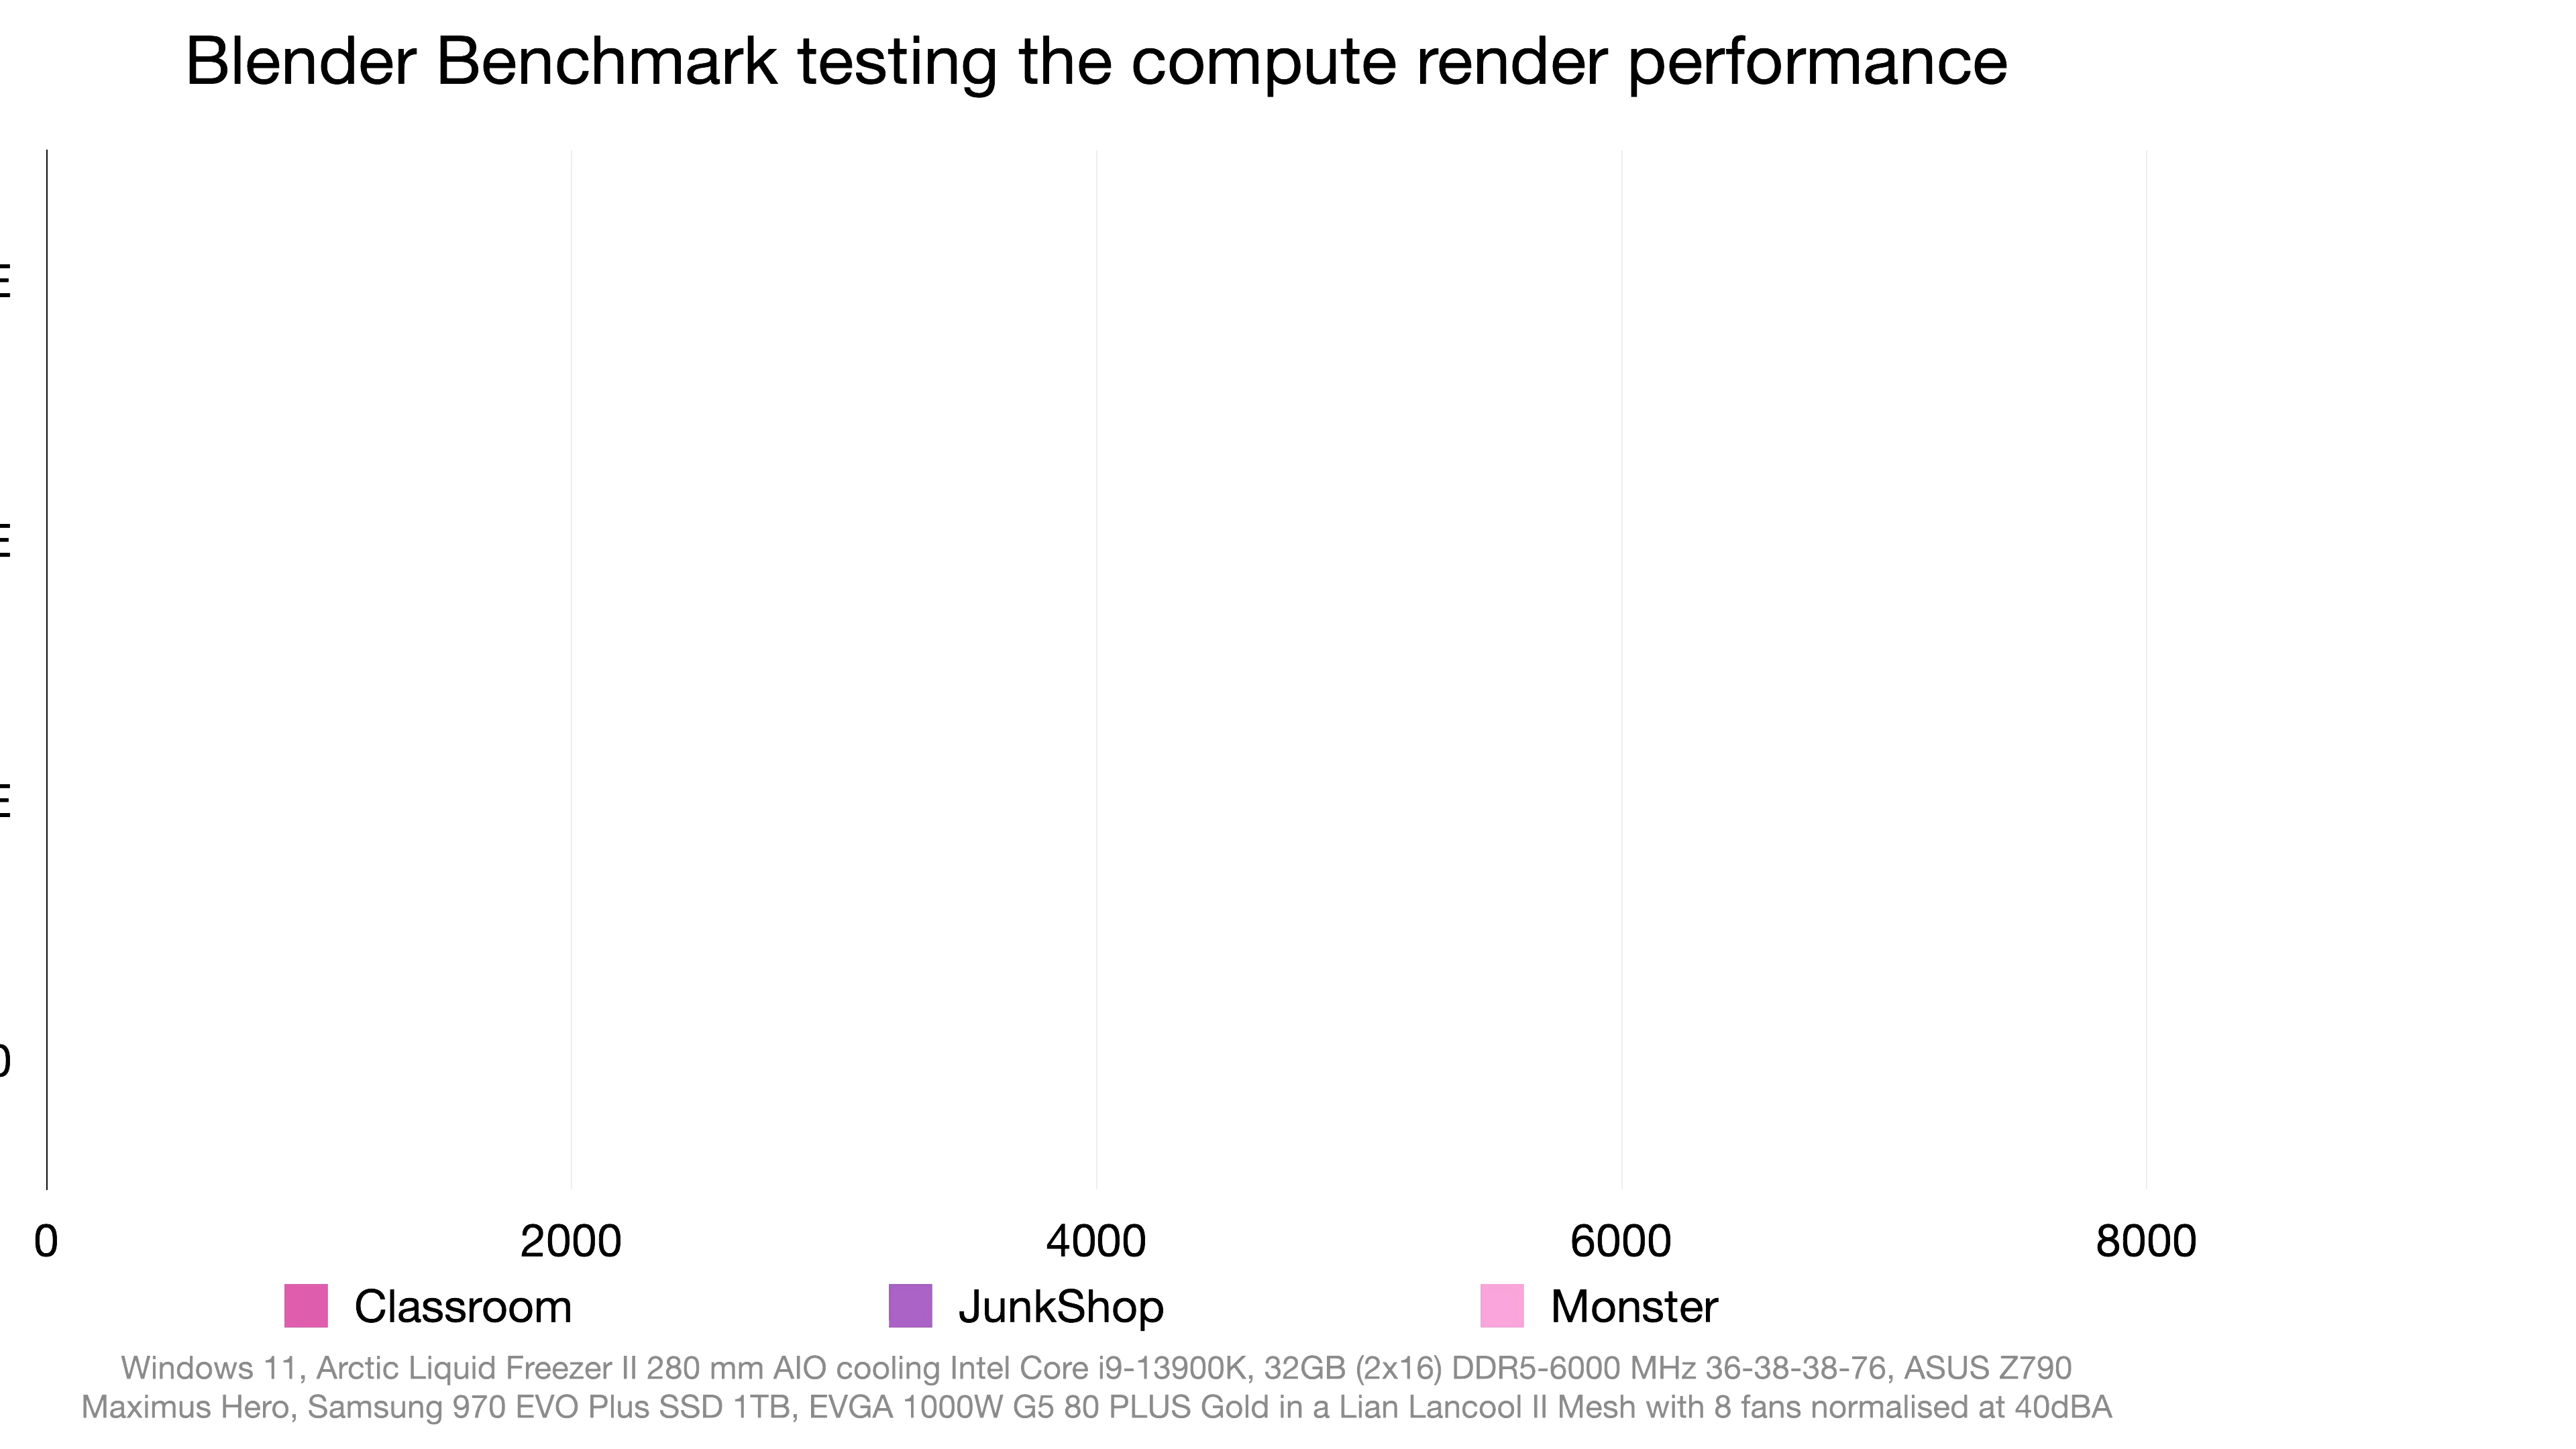 Blender Benchmark testing the compute render performance
E
E
E
0
0 2000 4000 6000 8000
Classroom JunkShop Monster
Windows 11, Arctic Liquid Freezer II 280 mm AIO cooling Intel Core i9-13900K, 32GB (2x16) DDR5-6000 MHz 36-38-38-76, ASUS Z790
Maximus Hero, Samsung 970 EVO Plus SSD 1TB, EVGA 1000W G5 80 PLUS Gold in a Lian Lancool II Mesh with 8 fans normalised at 40dBA